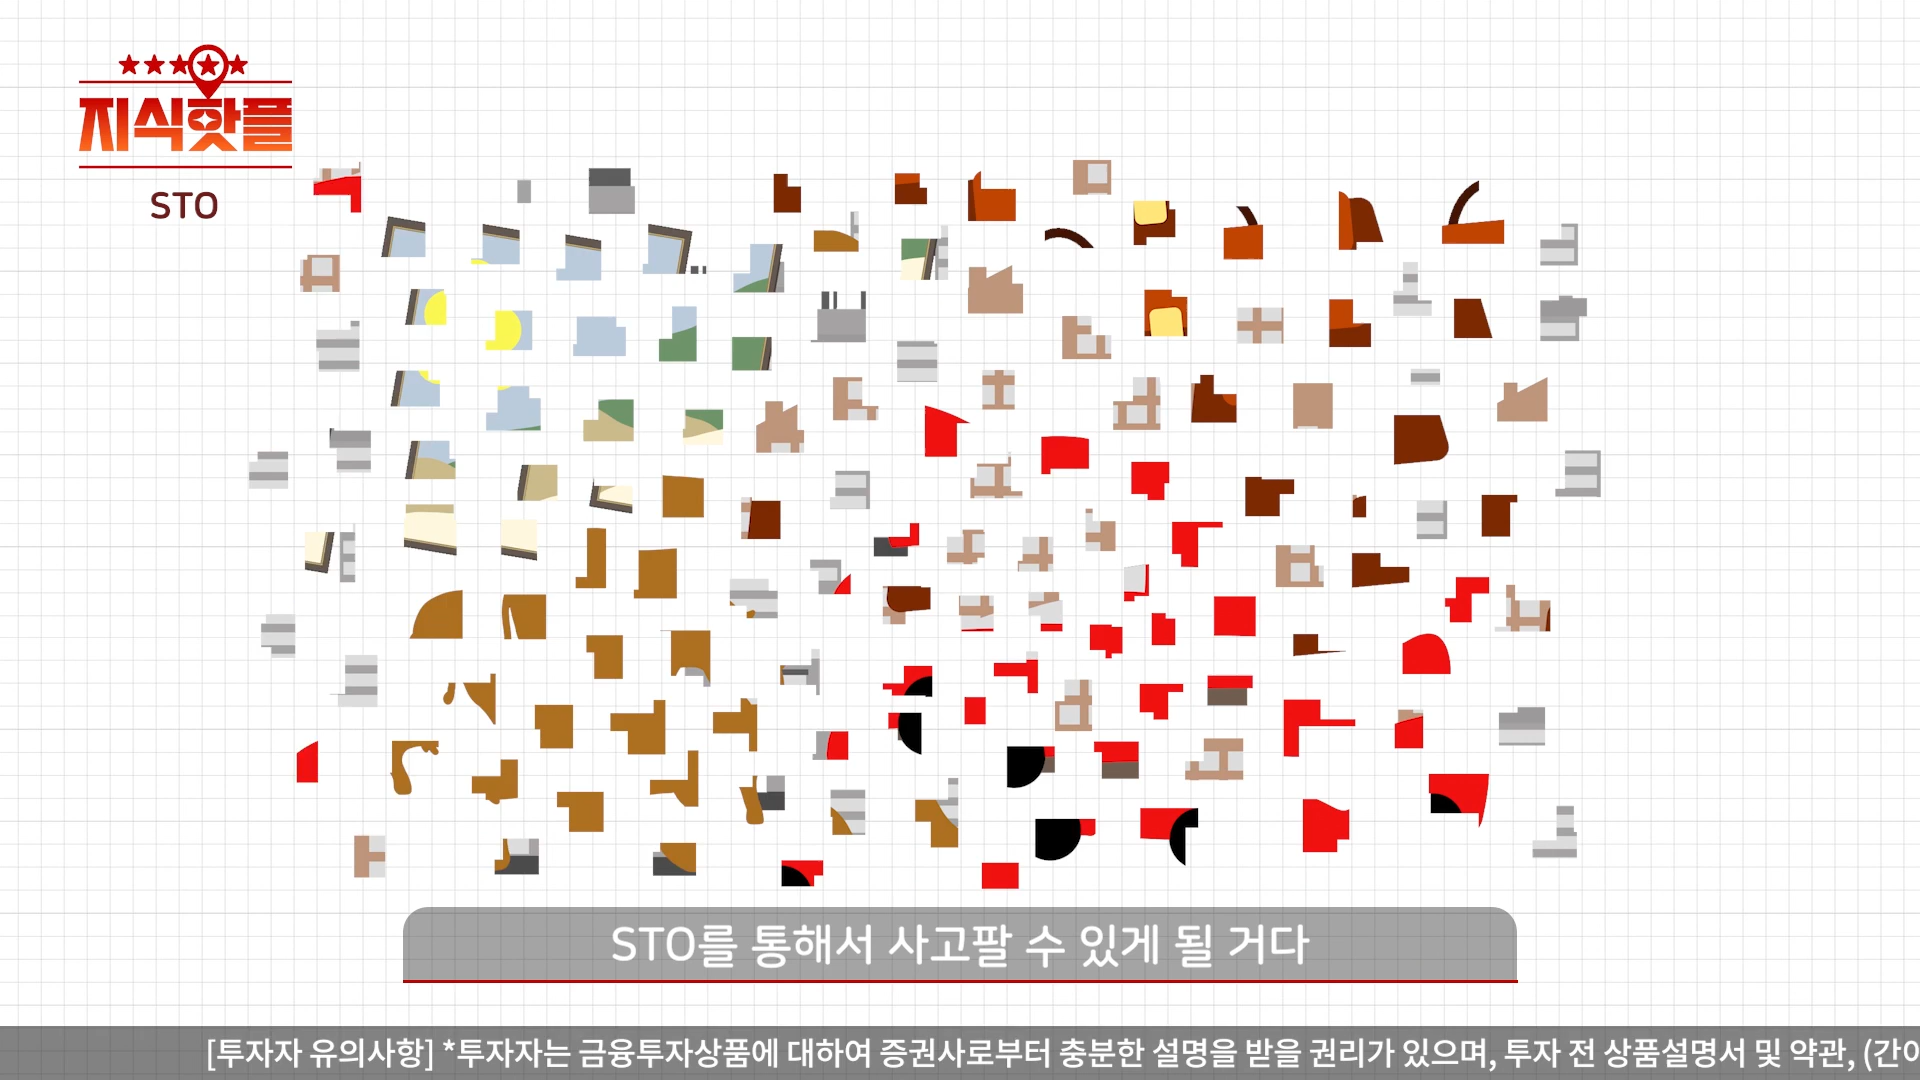 지식핫플
STO
STO를 통해서 사고팔 수 있게 될 거다
[투자자 유의사항] *투자자는 금융투자상품에 대하여 증권사로부터 충분한 설명을 받을 권리가 있으며, 투자 전 상품설명서 및 약관, (간이